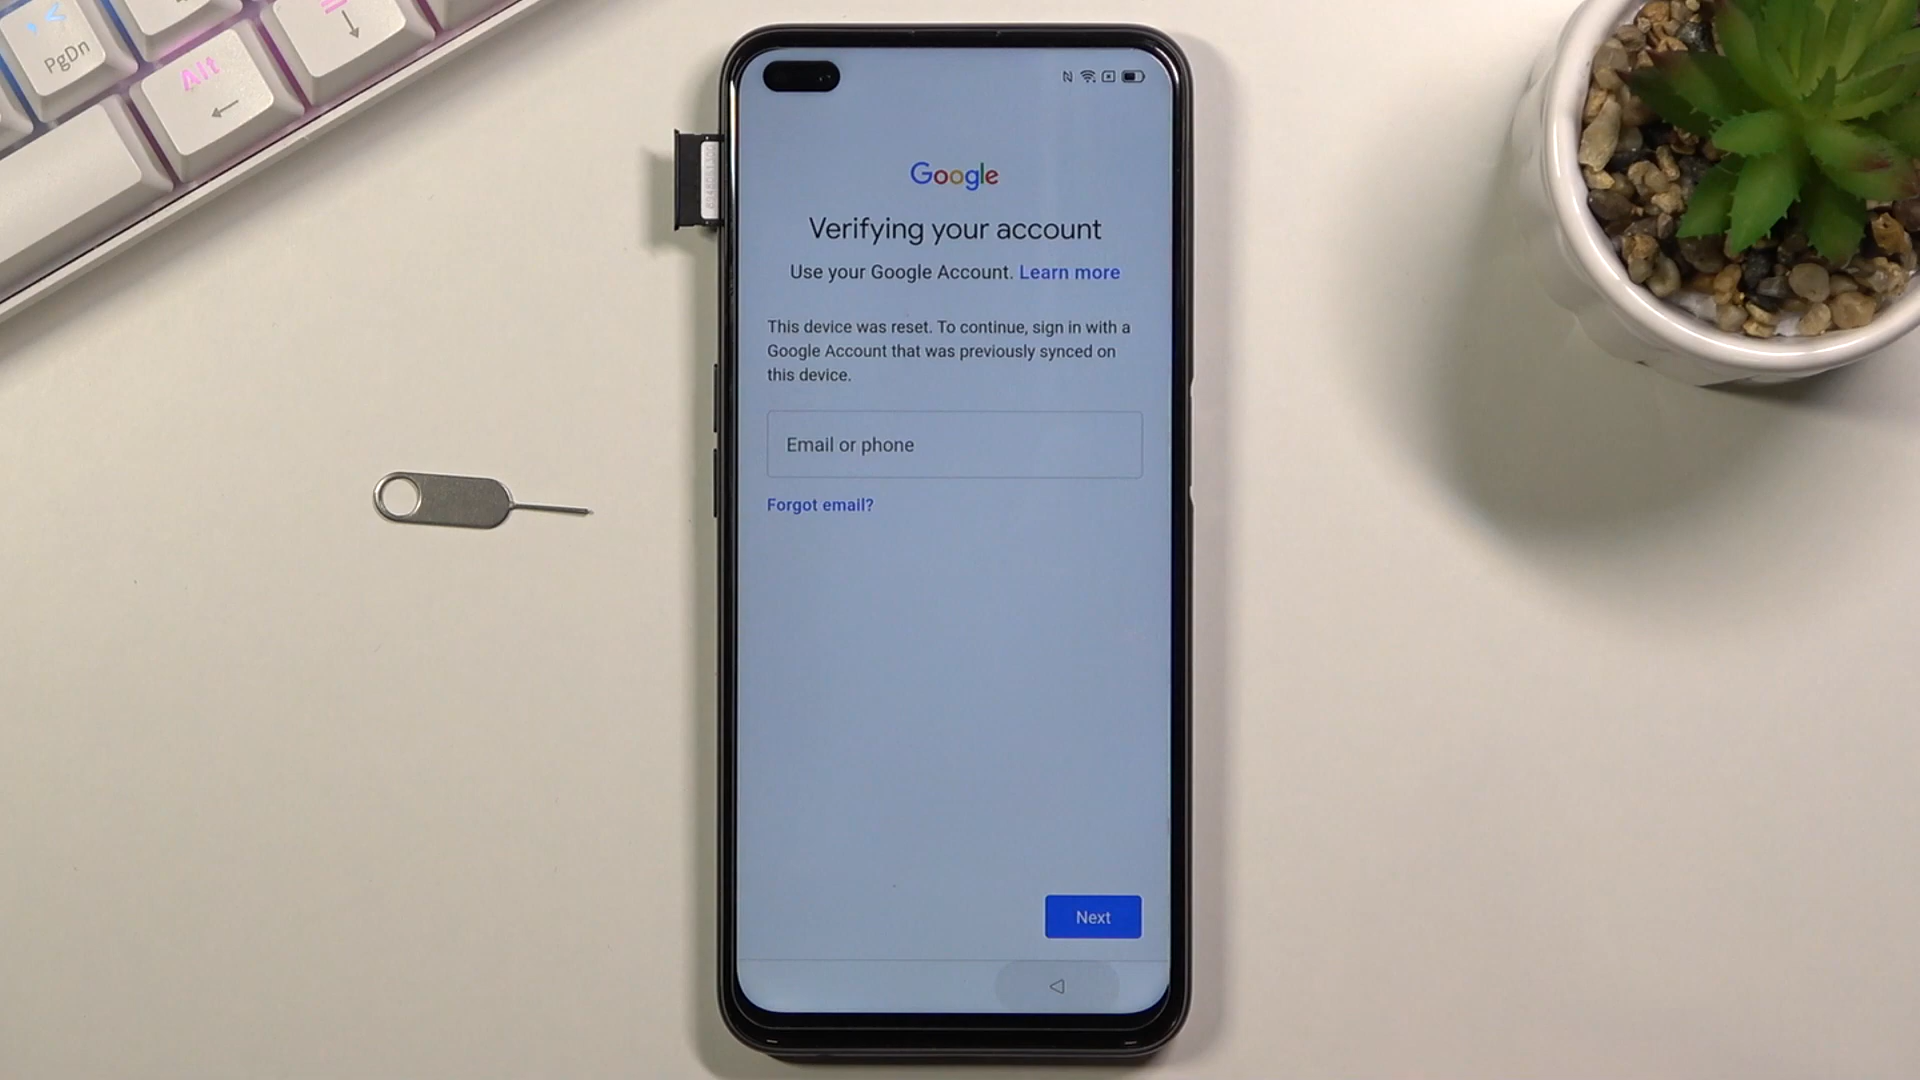 PgDn
Alt
Google
Verifying your account
Use your Google Account. Learn more
This device was reset. To continue, sign in with a
Google Account that was previously synced on
this device.
Email or phone
Forgot email?
Next